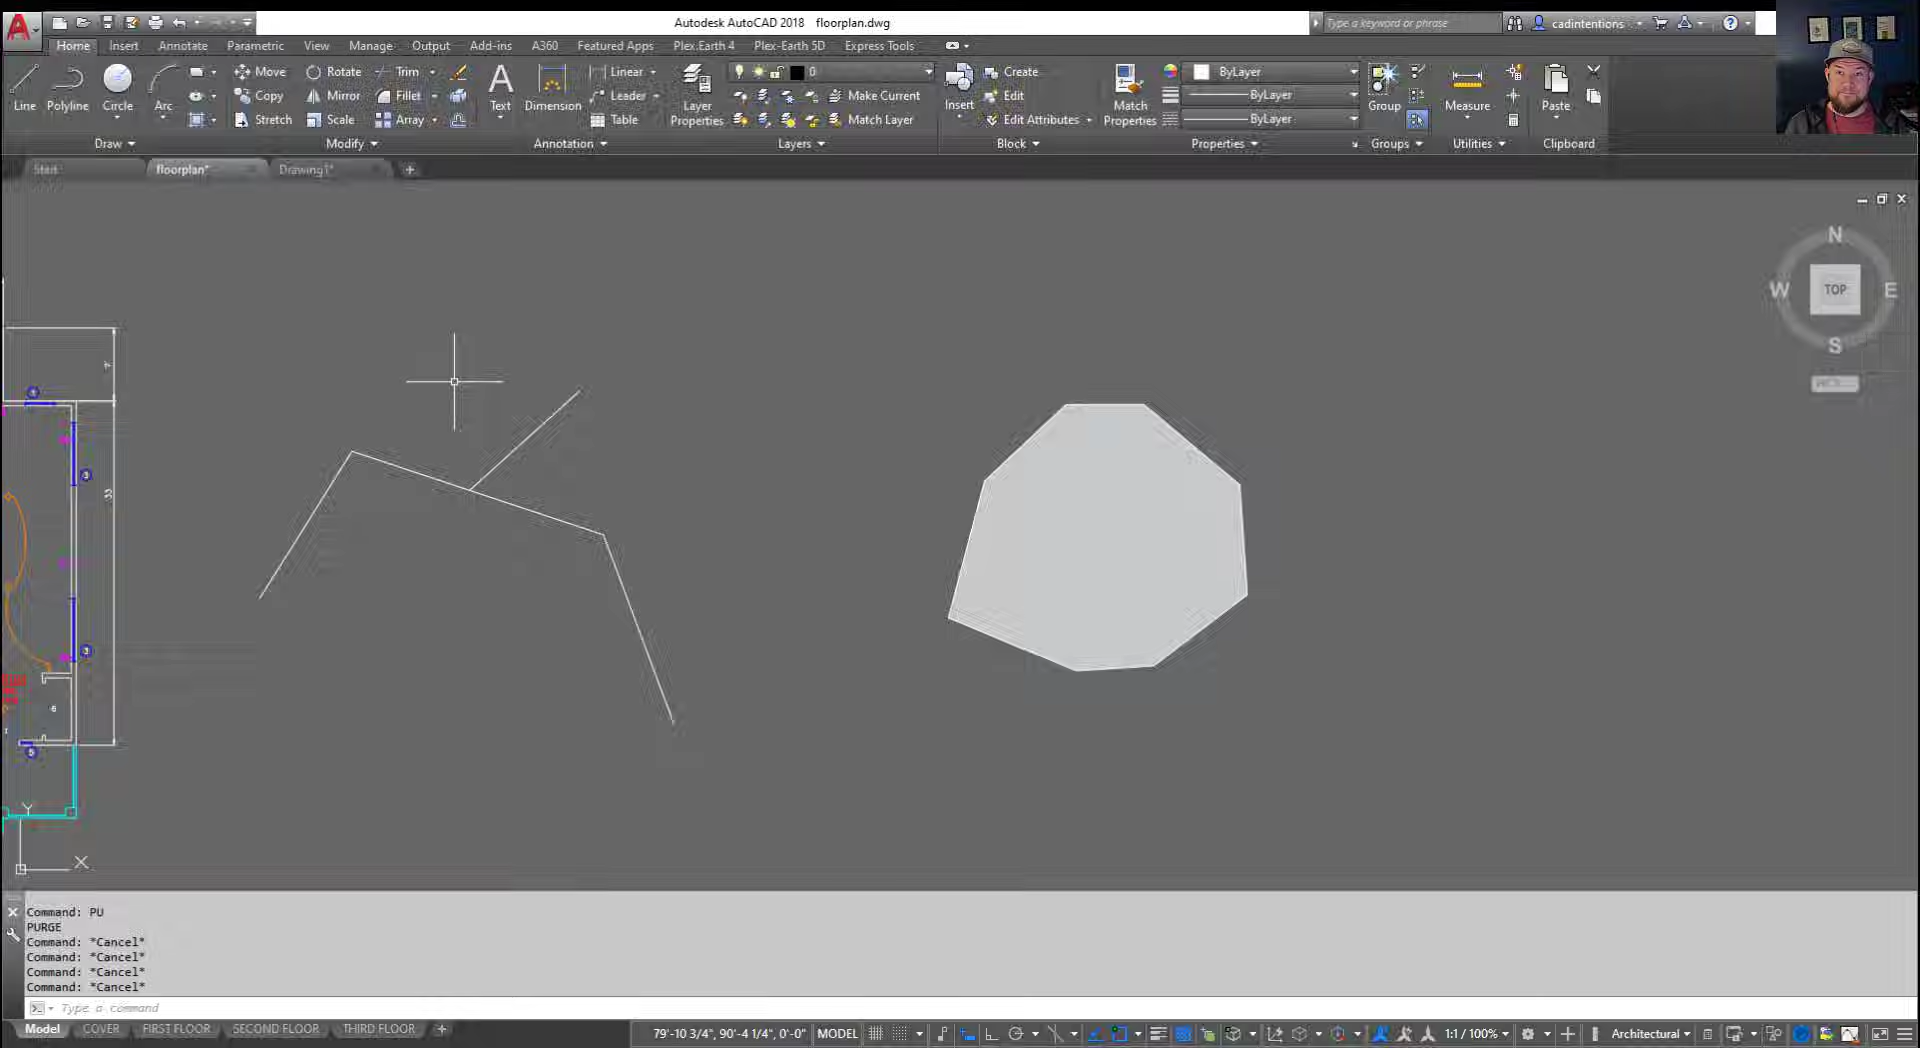 Autodesk AutoCAD 2018 floorplan.dwg
Type a keyword or phrase
cadintentions
Home Insert Annotate Parametric View Manage Output Add-ins A360 Featured Apps Plex.Earth 4 Plex-Earth 5D Express Tools
Line Polyline Circle Arc
Move Rotate Trim
Copy Mirror Fillet
Stretch Scale Array
Text Dimension
Linear
Leader
Table
Layer Properties
0
Make Current
Match Layer
Insert
Create
Edit
Edit Attributes
Match Properties
ByLayer
ByLayer
ByLayer
Group
Measure
Paste
Draw Modify Annotation Layers Block Properties Groups Utilities Clipboard
Start floorplan* Drawing1*
N
W TOP E
S
33
6
Y
X
Command: PU
PURGE
Command: *Cancel*
Command: *Cancel*
Command: *Cancel*
Command: *Cancel*
Type a command
Model COVER FIRST FLOOR SECOND FLOOR THIRD FLOOR
79'-10 3/4", 90'-4 1/4", 0'-0" MODEL 1:1 / 100% Architectural